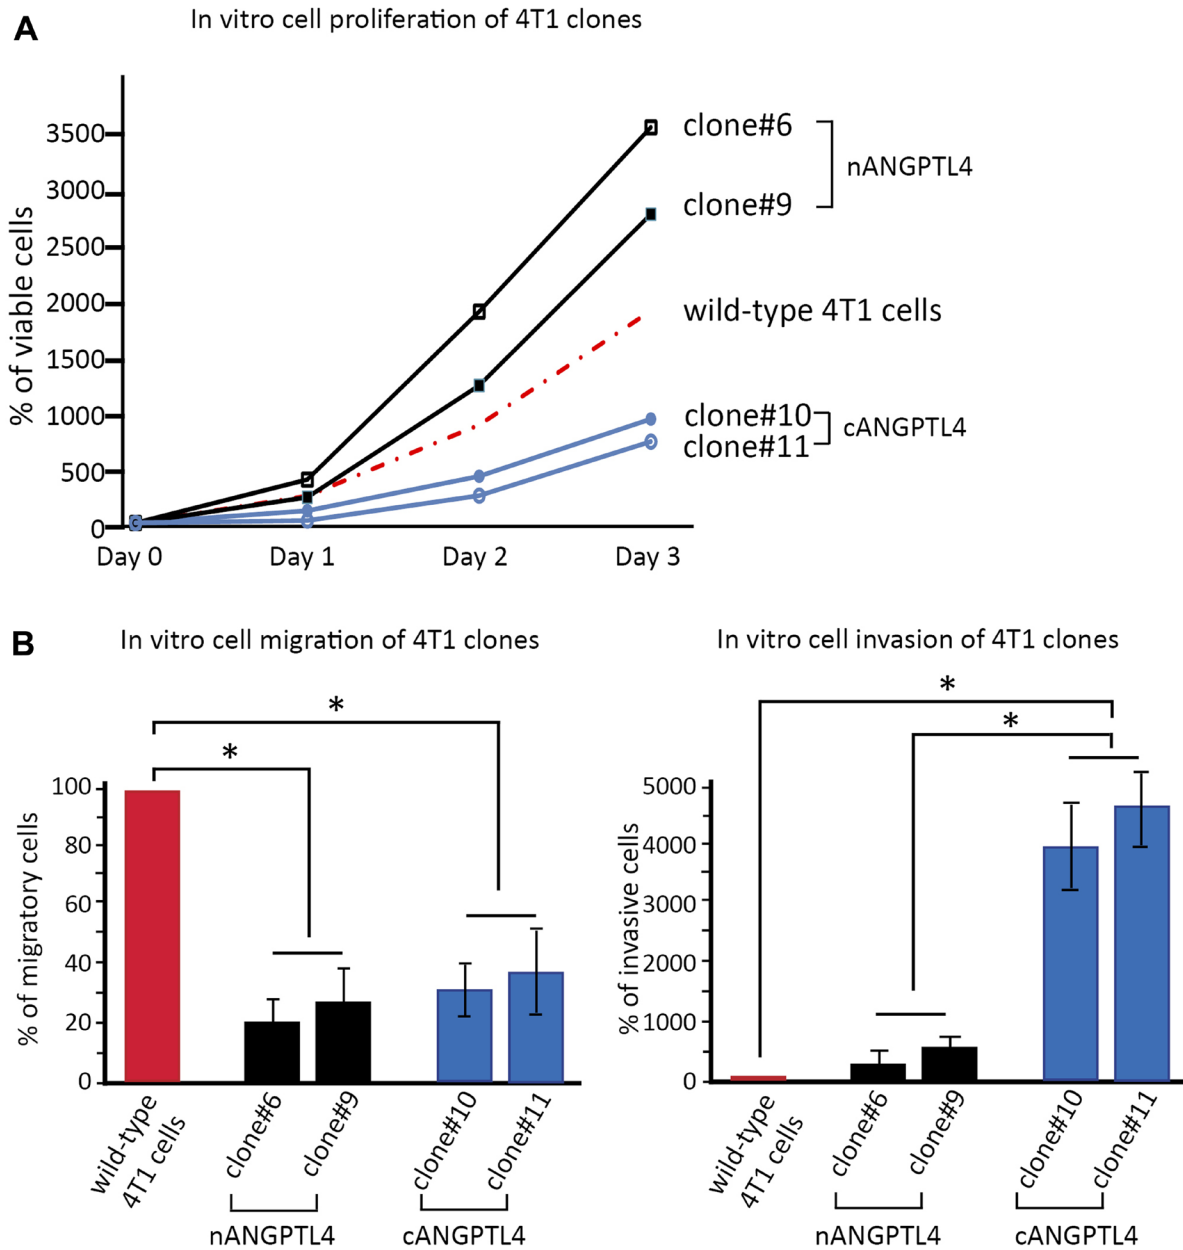 A
In vitro cell proliferation of 4T1 clones
% of viable cells
3500
3000
2500
2000
1500
1000
500
0
Day 0 Day 1 Day 2 Day 3
clone#6
clone#9
nANGPTL4
wild-type 4T1 cells
clone#10
clone#11
cANGPTL4
B
In vitro cell migration of 4T1 clones
*
*
% of migratory cells
100
80
60
40
20
0
wild-type
4T1 cells
clone#6
clone#9
clone#10
clone#11
nANGPTL4
cANGPTL4
In vitro cell invasion of 4T1 clones
*
*
% of invasive cells
5000
4000
3000
2000
1000
0
wild-type
4T1 cells
clone#6
clone#9
clone#10
clone#11
nANGPTL4
cANGPTL4